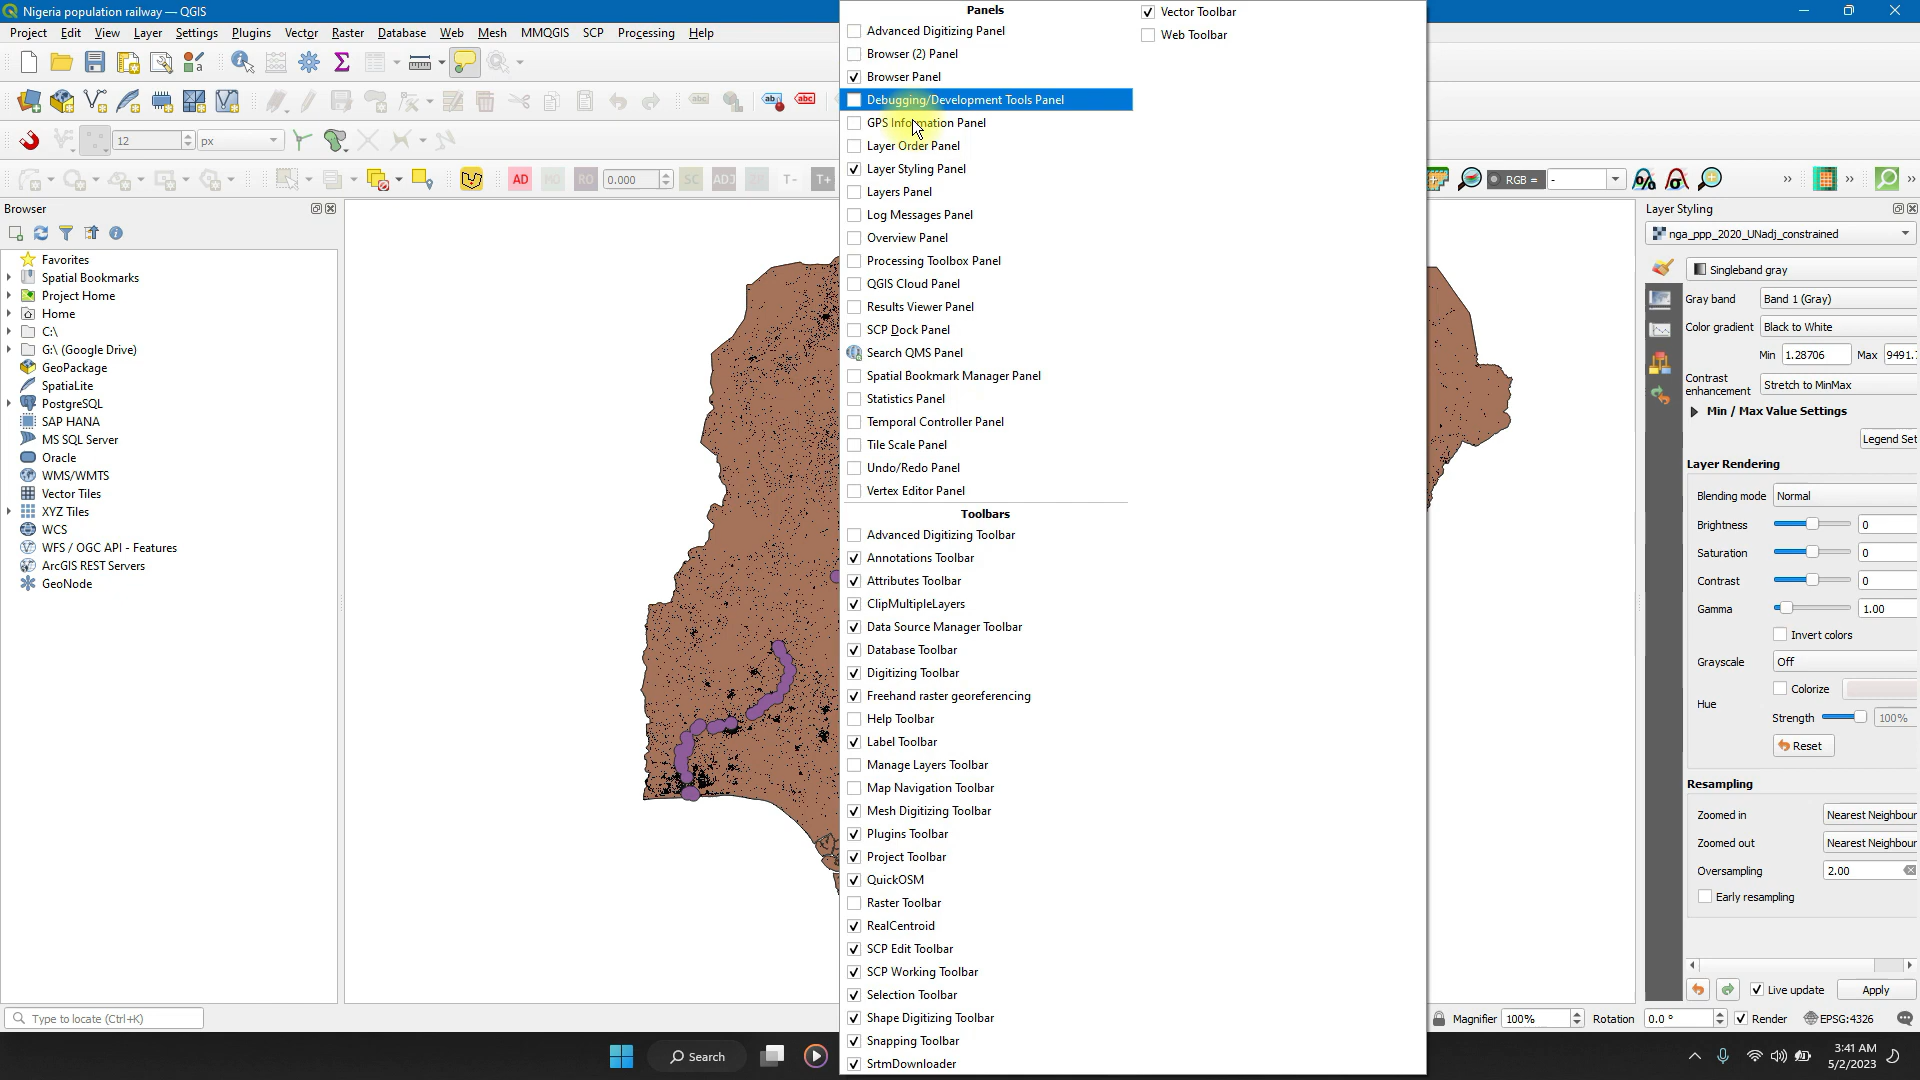 Nigeria population railway — QGIS
Project Edit View Layer Settings Plugins Vector Raster Database Web Mesh MMQGIS SCP Processing Help
12 px
AD MO RO 0.000 SC ADJ T- T+
RGB = -
Browser
Favorites
Spatial Bookmarks
Project Home
Home
C:\
G:\ (Google Drive)
GeoPackage
SpatiaLite
PostgreSQL
SAP HANA
MS SQL Server
Oracle
WMS/WMTS
Vector Tiles
XYZ Tiles
WCS
WFS / OGC API - Features
ArcGIS REST Servers
GeoNode
Panels
Advanced Digitizing Panel
Browser (2) Panel
Browser Panel
Debugging/Development Tools Panel
GPS Information Panel
Layer Order Panel
Layer Styling Panel
Layers Panel
Log Messages Panel
Overview Panel
Processing Toolbox Panel
QGIS Cloud Panel
Results Viewer Panel
SCP Dock Panel
Search QMS Panel
Spatial Bookmark Manager Panel
Statistics Panel
Temporal Controller Panel
Tile Scale Panel
Undo/Redo Panel
Vertex Editor Panel
Toolbars
Advanced Digitizing Toolbar
Annotations Toolbar
Attributes Toolbar
ClipMultipleLayers
Data Source Manager Toolbar
Database Toolbar
Digitizing Toolbar
Freehand raster georeferencing
Help Toolbar
Label Toolbar
Manage Layers Toolbar
Map Navigation Toolbar
Mesh Digitizing Toolbar
Plugins Toolbar
Project Toolbar
QuickOSM
Raster Toolbar
RealCentroid
SCP Edit Toolbar
SCP Working Toolbar
Selection Toolbar
Shape Digitizing Toolbar
Snapping Toolbar
SrtmDownloader
Vector Toolbar
Web Toolbar
Layer Styling
nga_ppp_2020_UNadj_constrained
Singleband gray
Gray band Band 1 (Gray)
Color gradient Black to White
Min 1.28706 Max 9491.
Contrast enhancement Stretch to MinMax
Min / Max Value Settings
Legend Set
Layer Rendering
Blending mode Normal
Brightness 0
Saturation 0
Contrast 0
Gamma 1.00
Invert colors
Grayscale Off
Hue Colorize
Strength 100%
Reset
Resampling
Zoomed in Nearest Neighbour
Zoomed out Nearest Neighbour
Oversampling 2.00
Early resampling
Live update Apply
Type to locate (Ctrl+K)
Magnifier 100% Rotation 0.0 ° Render EPSG:4326
Search
3:41 AM
5/2/2023